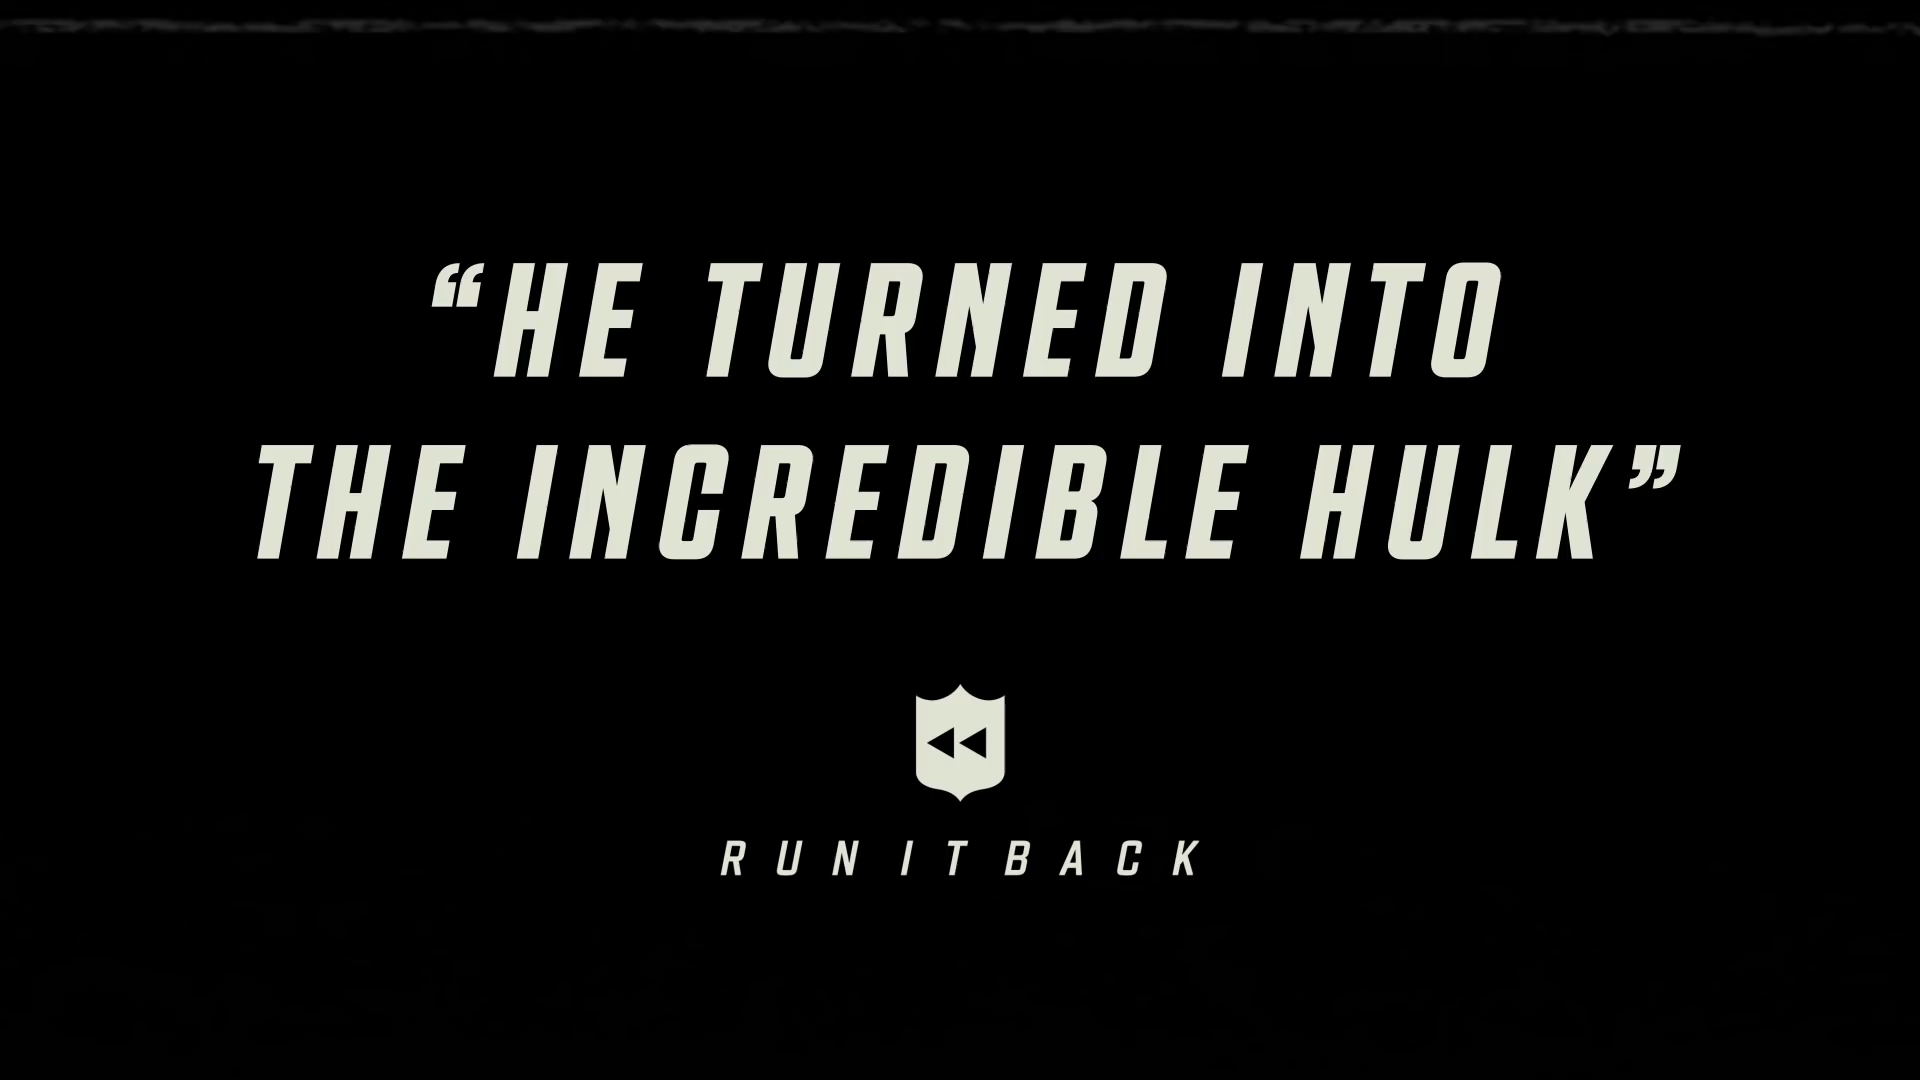 “HE TURNED INTO
THE INCREDIBLE HULK”
RUN IT BACK